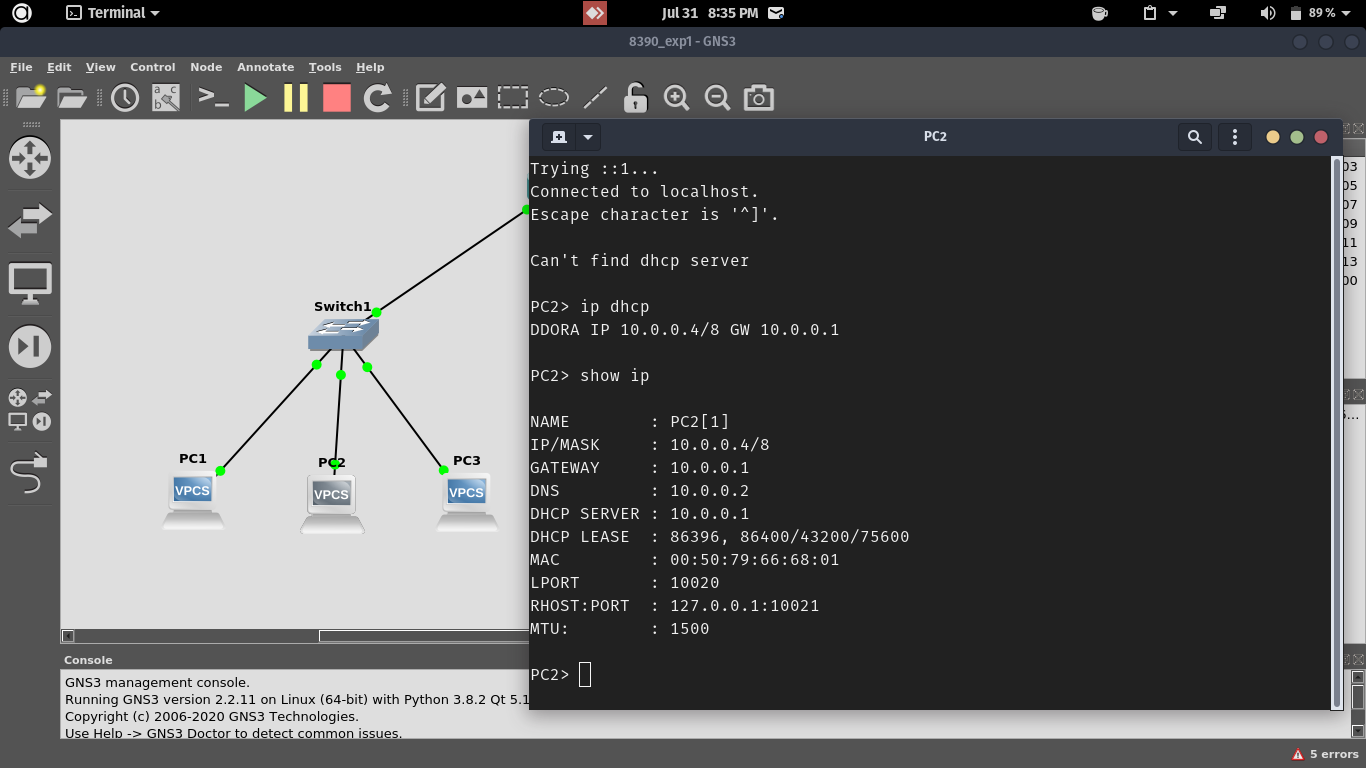 Terminal
Jul 31 8:35 PM
89 %
8390_exp1 - GNS3
File Edit View Control Node Annotate Tools Help
a c
b
PC2
Trying ::1...
Connected to localhost.
Escape character is '^]'.
Can't find dhcp server
PC2> ip dhcp
DDORA IP 10.0.0.4/8 GW 10.0.0.1
PC2> show ip
NAME : PC2[1]
IP/MASK : 10.0.0.4/8
GATEWAY : 10.0.0.1
DNS : 10.0.0.2
DHCP SERVER : 10.0.0.1
DHCP LEASE : 86396, 86400/43200/75600
MAC : 00:50:79:66:68:01
LPORT : 10020
RHOST:PORT : 127.0.0.1:10021
MTU: : 1500
PC2>
Switch1
PC1
PC2
PC3
VPCS
VPCS
VPCS
03
05
07
09
11
13
00
...
Console
GNS3 management console.
Running GNS3 version 2.2.11 on Linux (64-bit) with Python 3.8.2 Qt 5.1
Copyright (c) 2006-2020 GNS3 Technologies.
Use Help -> GNS3 Doctor to detect common issues.
5 errors